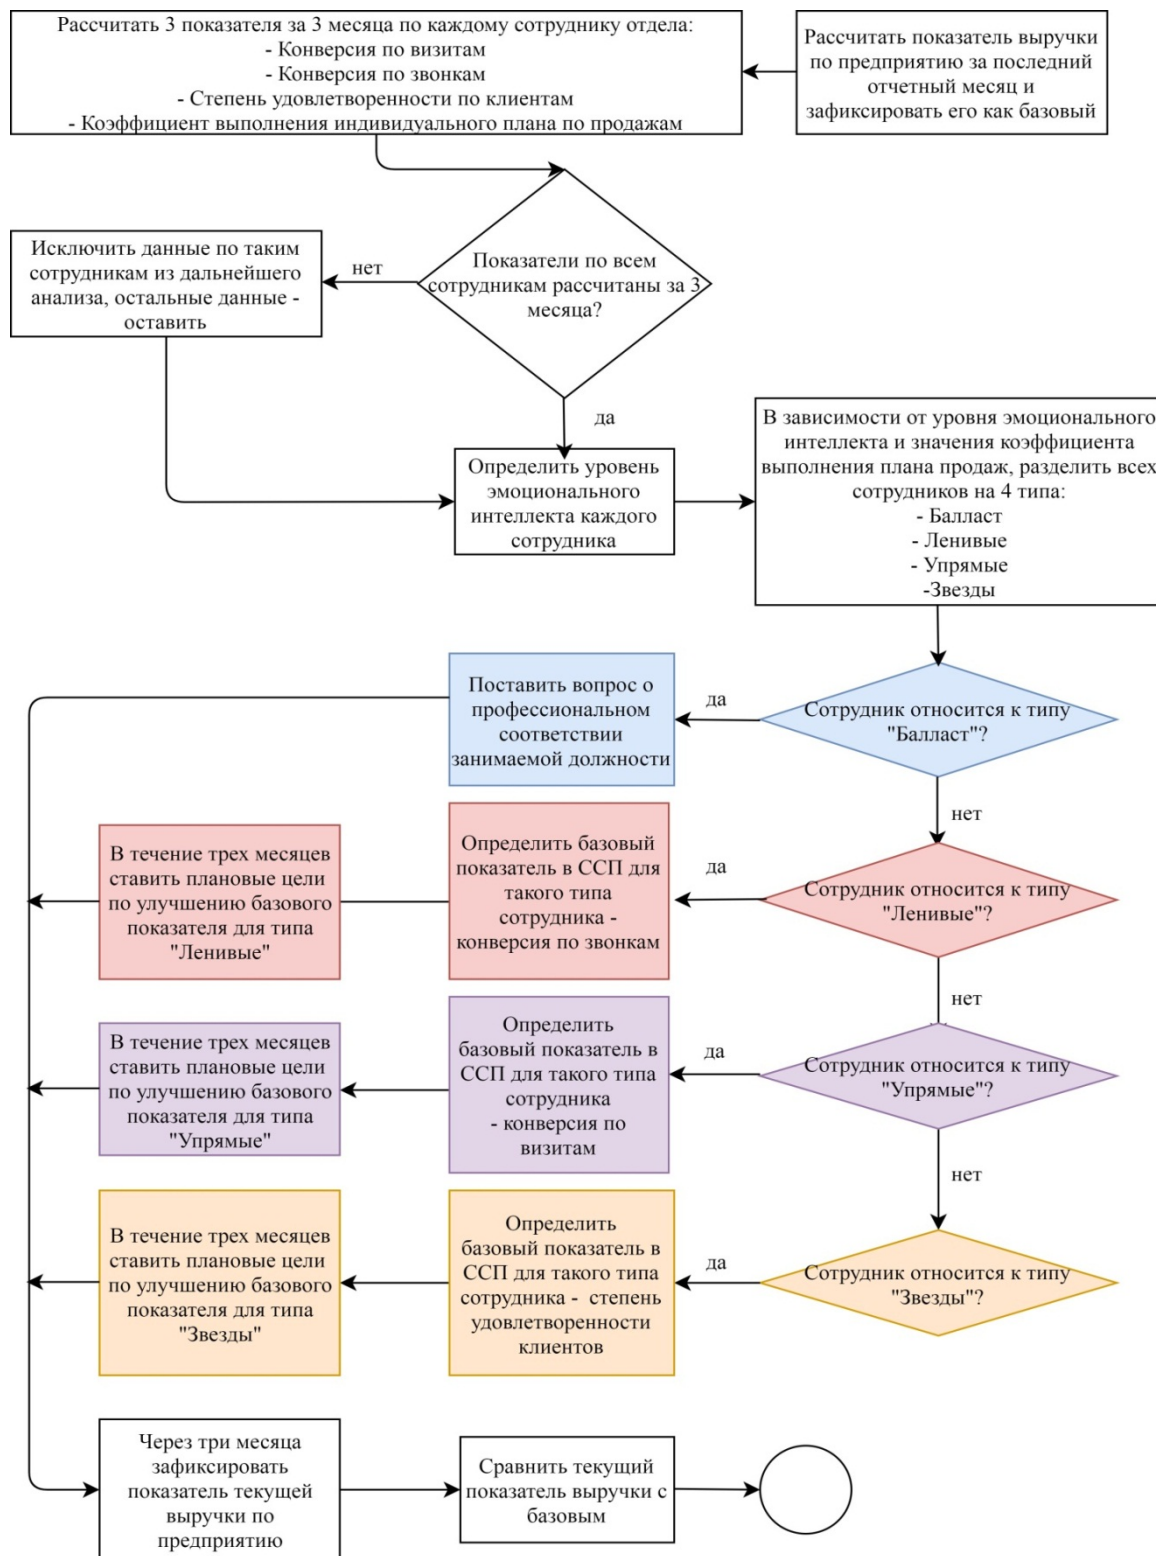 Рассчитать 3 показателя за 3 месяца по каждому сотруднику отдела:
- Конверсия по визитам
- Конверсия по звонкам
- Степень удовлетворенности по клиентам
- Коэффициент выполнения индивидуального плана по продажам
Рассчитать показатель выручки
по предприятию за последний
отчетный месяц и
зафиксировать его как базовый
Показатели по всем
сотрудникам рассчитаны за 3
месяца?
нет
Исключить данные по таким
сотрудникам из дальнейшего
анализа, остальные данные -
оставить
да
Определить уровень
эмоционального
интеллекта каждого
сотрудника
В зависимости от уровня эмоционального
интеллекта и значения коэффициента
выполнения плана продаж, разделить всех
сотрудников на 4 типа:
- Балласт
- Ленивые
- Упрямые
-Звезды
Сотрудник относится к типу
"Балласт"?
да
Поставить вопрос о
профессиональном
соответствии
занимаемой должности
нет
Сотрудник относится к типу
"Ленивые"?
да
Определить базовый
показатель в ССП для
такого типа
сотрудника -
конверсия по звонкам
В течение трех месяцев
ставить плановые цели
по улучшению базового
показателя для типа
"Ленивые"
нет
Сотрудник относится к типу
"Упрямые"?
да
Определить
базовый показатель в
ССП для такого типа
сотрудника
- конверсия по
визитам
В течение трех месяцев
ставить плановые цели
по улучшению базового
показателя для типа
"Упрямые"
нет
Сотрудник относится к типу
"Звезды"?
да
Определить
базовый показатель в
ССП для такого типа
сотрудника -  степень
удовлетворенности
клиентов
В течение трех месяцев
ставить плановые цели
по улучшению базового
показателя для типа
"Звезды"
Через три месяца
зафиксировать
показатель текущей
выручки по
предприятию
Сравнить текущий
показатель выручки с
базовым